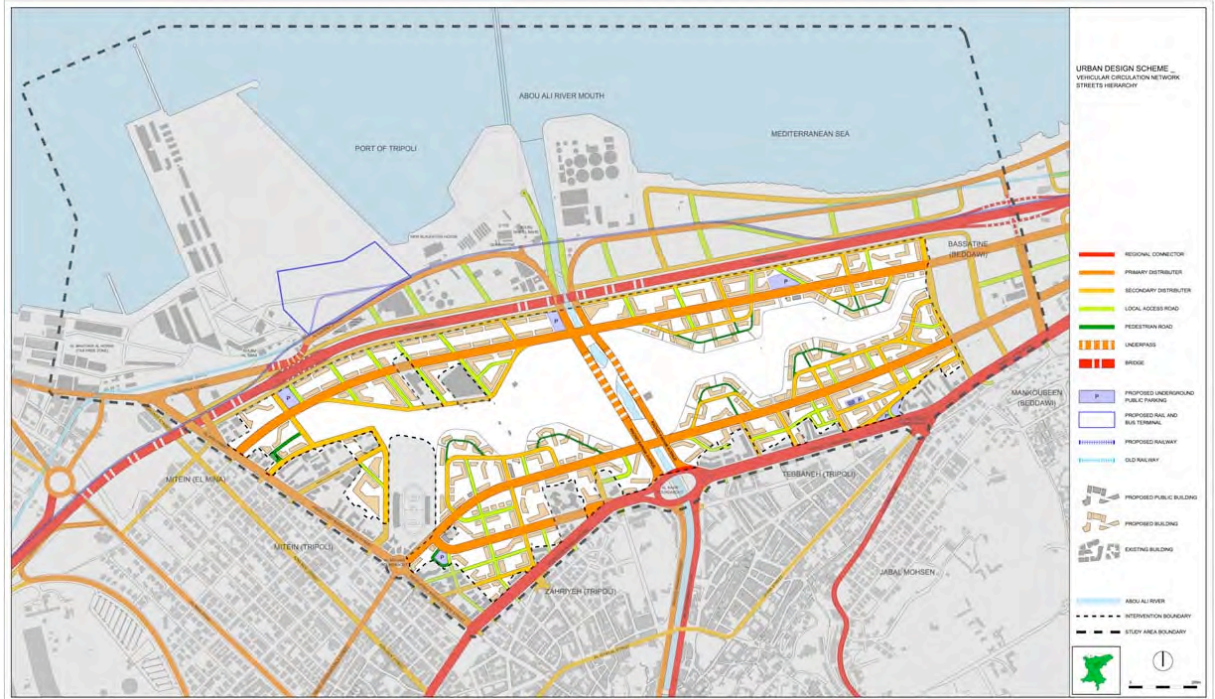 URBAN DESIGN SCHEME _
VEHICULAR CIRCULATION NETWORK
STREETS HIERARCHY
ABOU ALI RIVER MOUTH
MEDITERRANEAN SEA
PORT OF TRIPOLI
BASSATINE
(BEDDAWI)
MANKOUBEEN
(BEDDAWI)
MITEIN (EL MINA)
MITEIN (TRIPOLI)
TEBBANEH (TRIPOLI)
ZAHRIYEH (TRIPOLI)
JABAL MOHSEN
P
P
P
P
REGIONAL CONNECTOR
PRIMARY DISTRIBUTER
SECONDARY DISTRIBUTER
LOCAL ACCESS ROAD
PEDESTRIAN ROAD
UNDERPASS
BRIDGE
P
PROPOSED UNDERGROUND
PUBLIC PARKING
PROPOSED RAIL AND
BUS TERMINAL
PROPOSED RAILWAY
OLD RAILWAY
PROPOSED PUBLIC BUILDING
PROPOSED BUILDING
EXISTING BUILDING
ABOU ALI RIVER
INTERVENTION BOUNDARY
STUDY AREA BOUNDARY